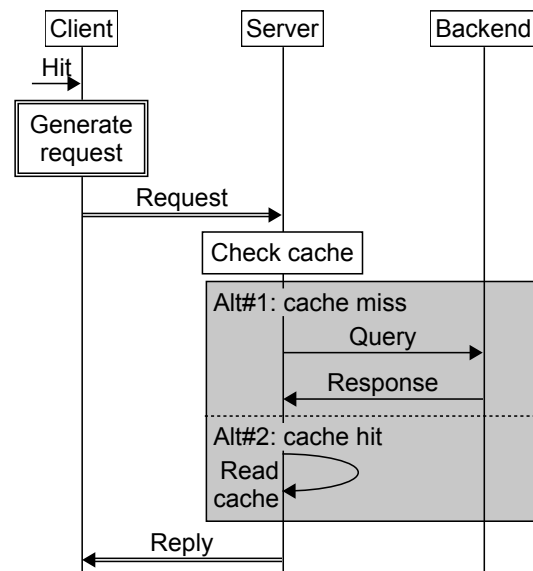 Client
Server
Backend
Hit
Generate
request
Request
Check cache
Alt#1: cache miss
Query
Response
Alt#2: cache hit
Read
cache
Reply